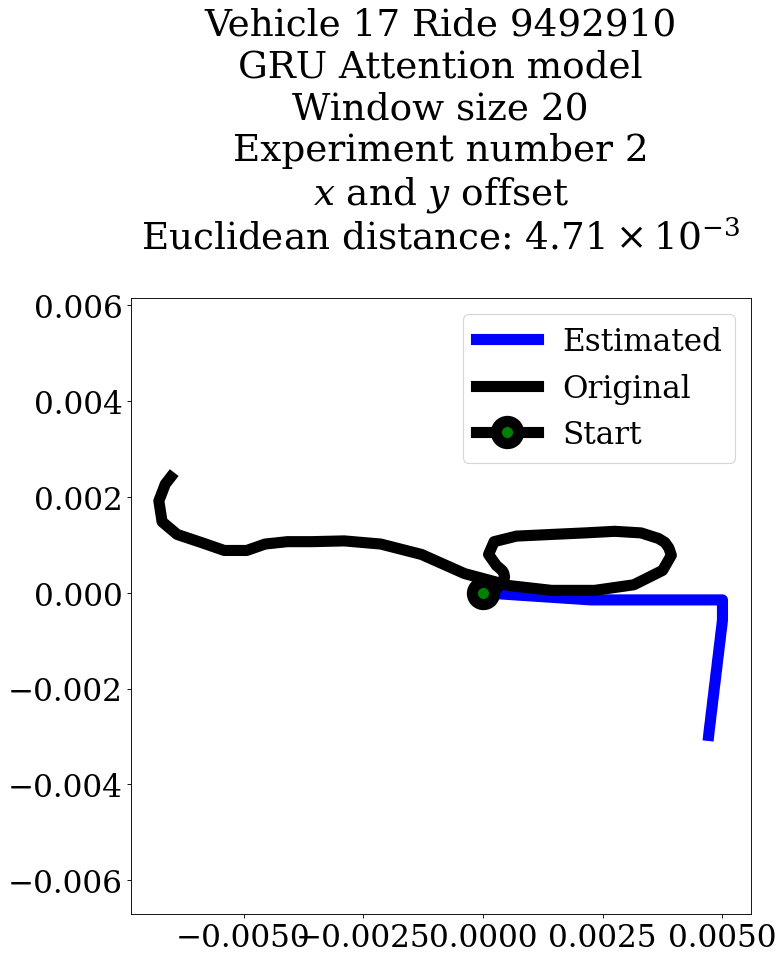 Vehicle 17 Ride 9492910
GRU Attention model
Window size 20
Experiment number 2
x and y offset
Euclidean distance: 4.71 × 10⁻³
0.006
0.004
0.002
0.000
−0.002
−0.004
−0.006
Estimated
Original
Start
−0.0050 −0.0025 0.0000 0.0025 0.0050